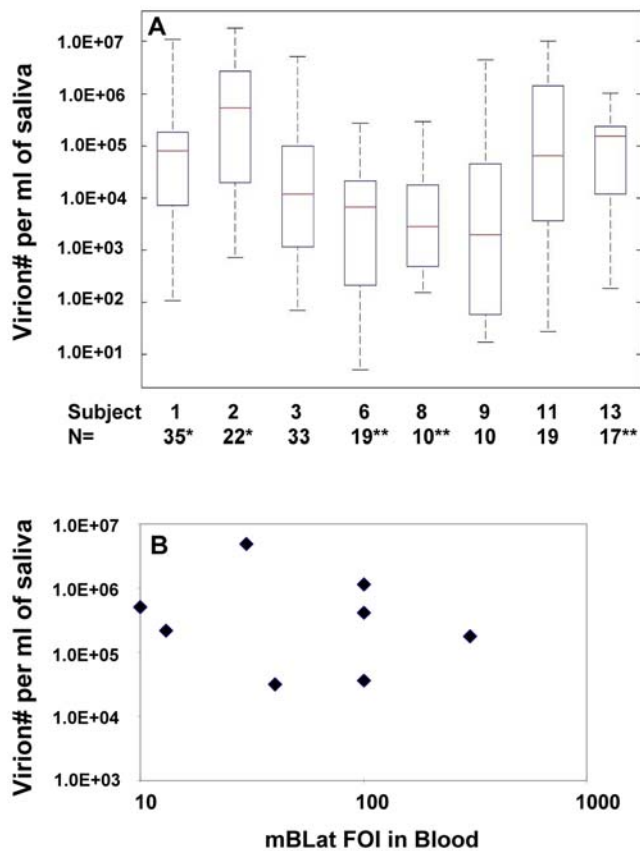 A
Virion# per ml of saliva
1.0E+07
1.0E+06
1.0E+05
1.0E+04
1.0E+03
1.0E+02
1.0E+01
Subject 1 2 3 6 8 9 11 13
N= 35* 22* 33 19** 10** 10 19 17**
B
Virion# per ml of saliva
1.0E+07
1.0E+06
1.0E+05
1.0E+04
1.0E+03
10 100 1000
mBLat FOI in Blood